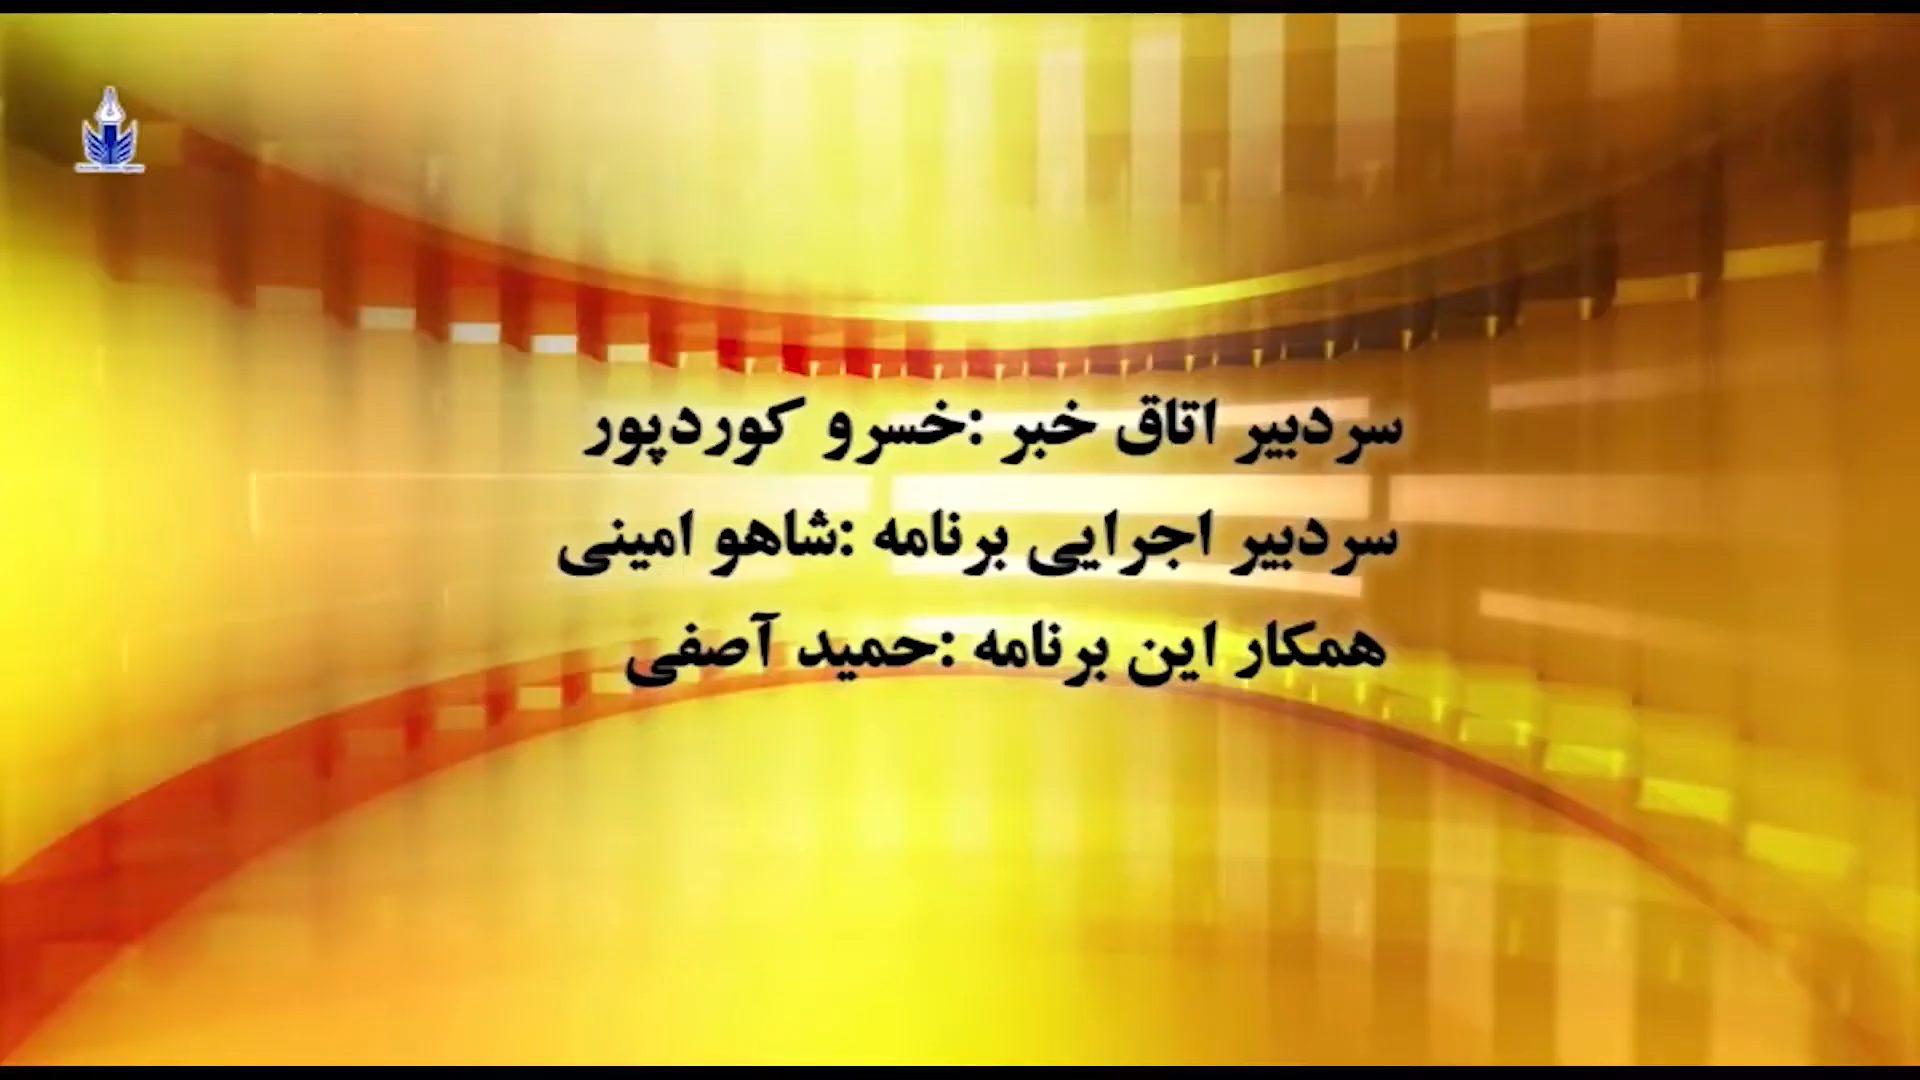 سردبیر اتاق خبر :خسرو کوردپور
سردبیر اجرایی برنامه :شاهو امینی
همکار این برنامه :حمید آصفی